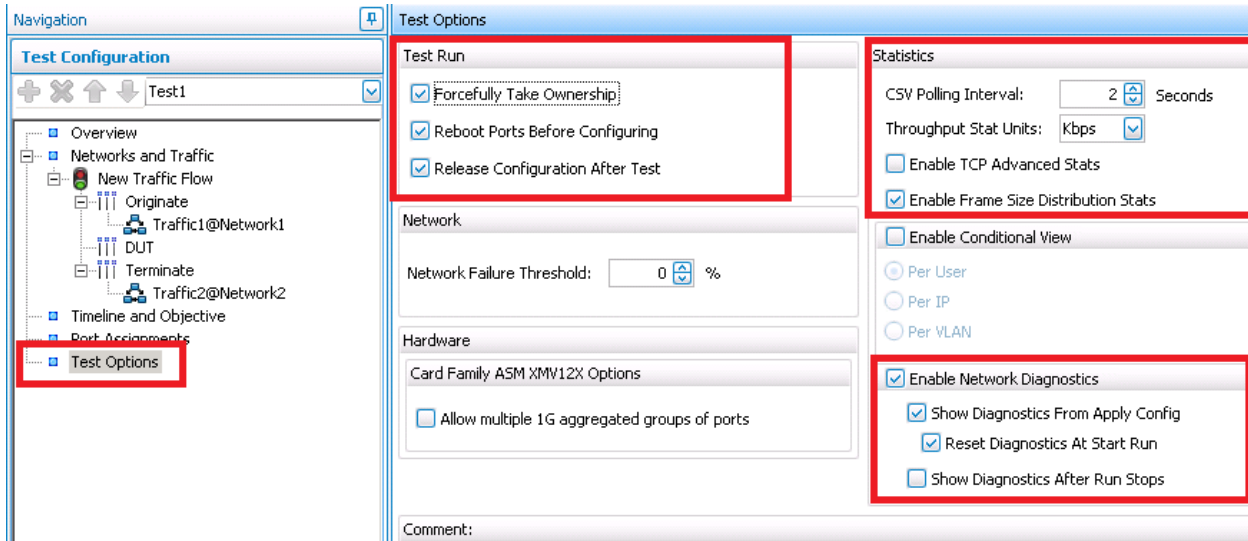 Navigation
Test Configuration
Test1
Overview
Networks and Traffic
New Traffic Flow
Originate
Traffic1@Network1
DUT
Terminate
Traffic2@Network2
Timeline and Objective
Port Assignments
Test Options
Test Options
Test Run
Forcefully Take Ownership
Reboot Ports Before Configuring
Release Configuration After Test
Network
Network Failure Threshold: 0 %
Hardware
Card Family ASM XMV12X Options
Allow multiple 1G aggregated groups of ports
Comment:
Statistics
CSV Polling Interval: 2 Seconds
Throughput Stat Units: Kbps
Enable TCP Advanced Stats
Enable Frame Size Distribution Stats
Enable Conditional View
Per User
Per IP
Per VLAN
Enable Network Diagnostics
Show Diagnostics From Apply Config
Reset Diagnostics At Start Run
Show Diagnostics After Run Stops